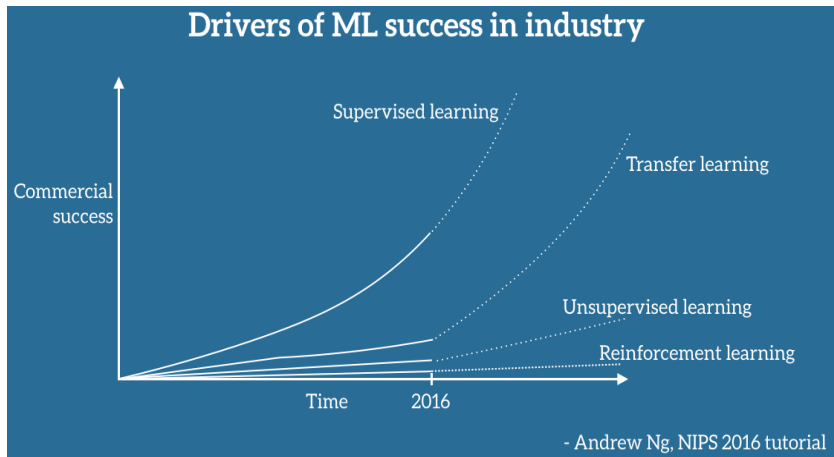 Drivers of ML success in industry
Supervised learning
Transfer learning
Commercial
success
Unsupervised learning
Reinforcement learning
Time
2016
- Andrew Ng, NIPS 2016 tutorial